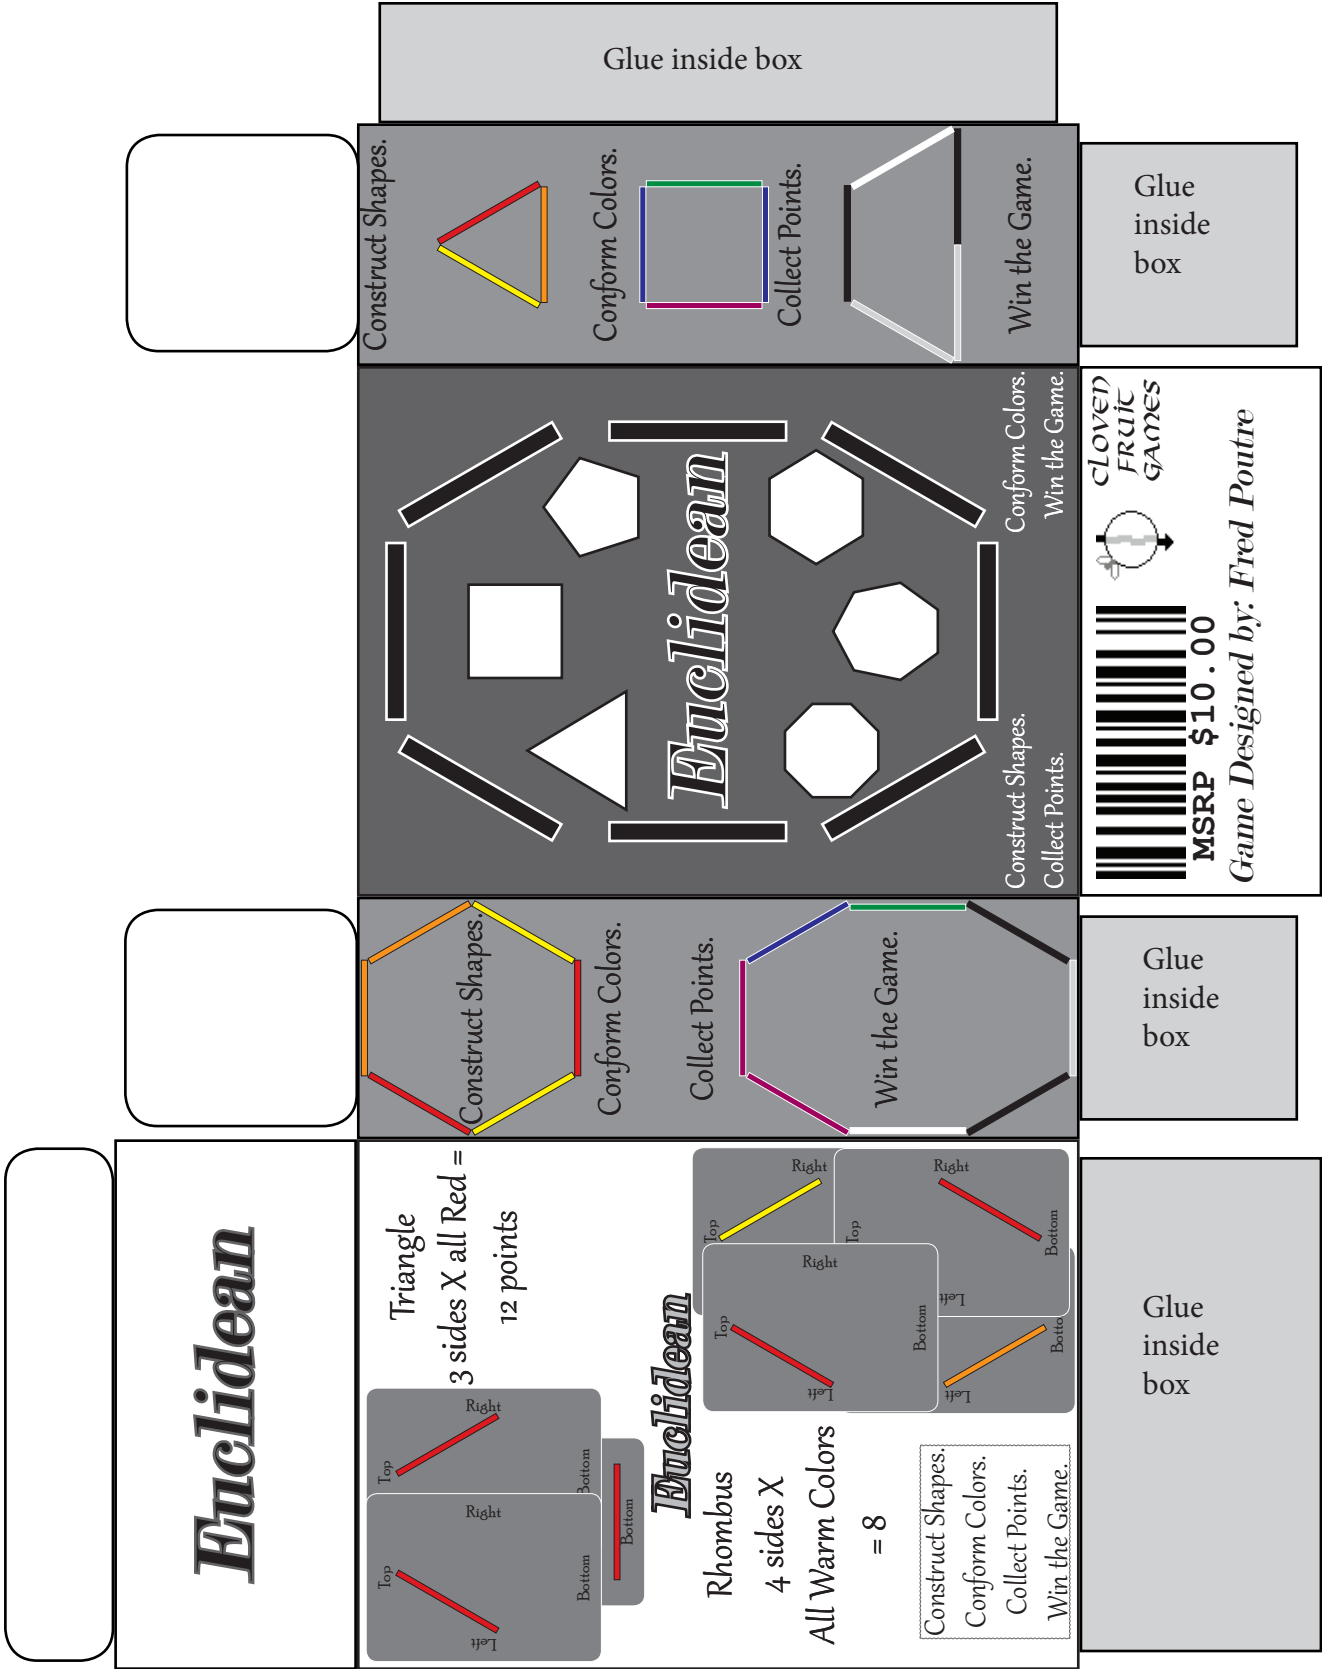 Glue inside box
Construct Shapes.
Conform Colors.
Collect Points.
Win the Game.
Glue
inside
box
Euclidean
Construct Shapes.
Collect Points.
Conform Colors.
Win the Game.
CLOVEN
FRUIT
GAMES
MSRP $10.00
Game Designed by: Fred Poutre
Construct Shapes.
Conform Colors.
Collect Points.
Win the Game.
Glue
inside
box
Euclidean
Triangle
3 sides X all Red =
12 points
Top
Right
Bottom
Top
Right
Bottom
Left
Bottom
Euclidean
Rhombus
4 sides X
All Warm Colors
= 8
Top
Right
Top
Right
Bottom
Left
Top
Right
Bottom
Left
Left
Botto
Construct Shapes.
Conform Colors.
Collect Points.
Win the Game.
Glue
inside
box